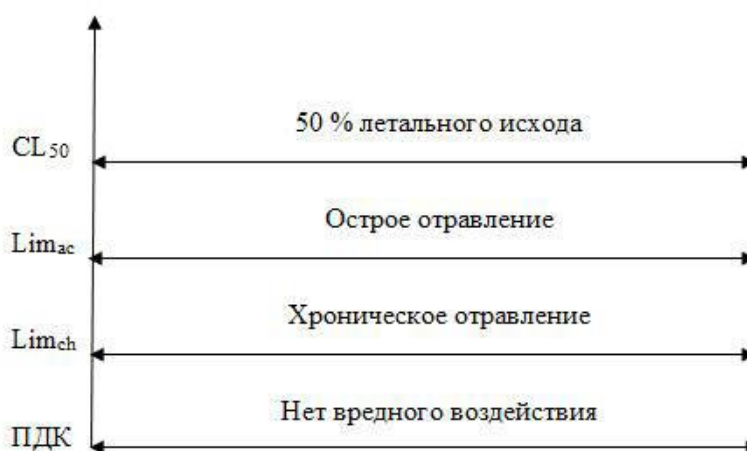 50 % летального исхода
CL50
Острое отравление
Limac
Хроническое отравление
Limch
Нет вредного воздействия
ПДК